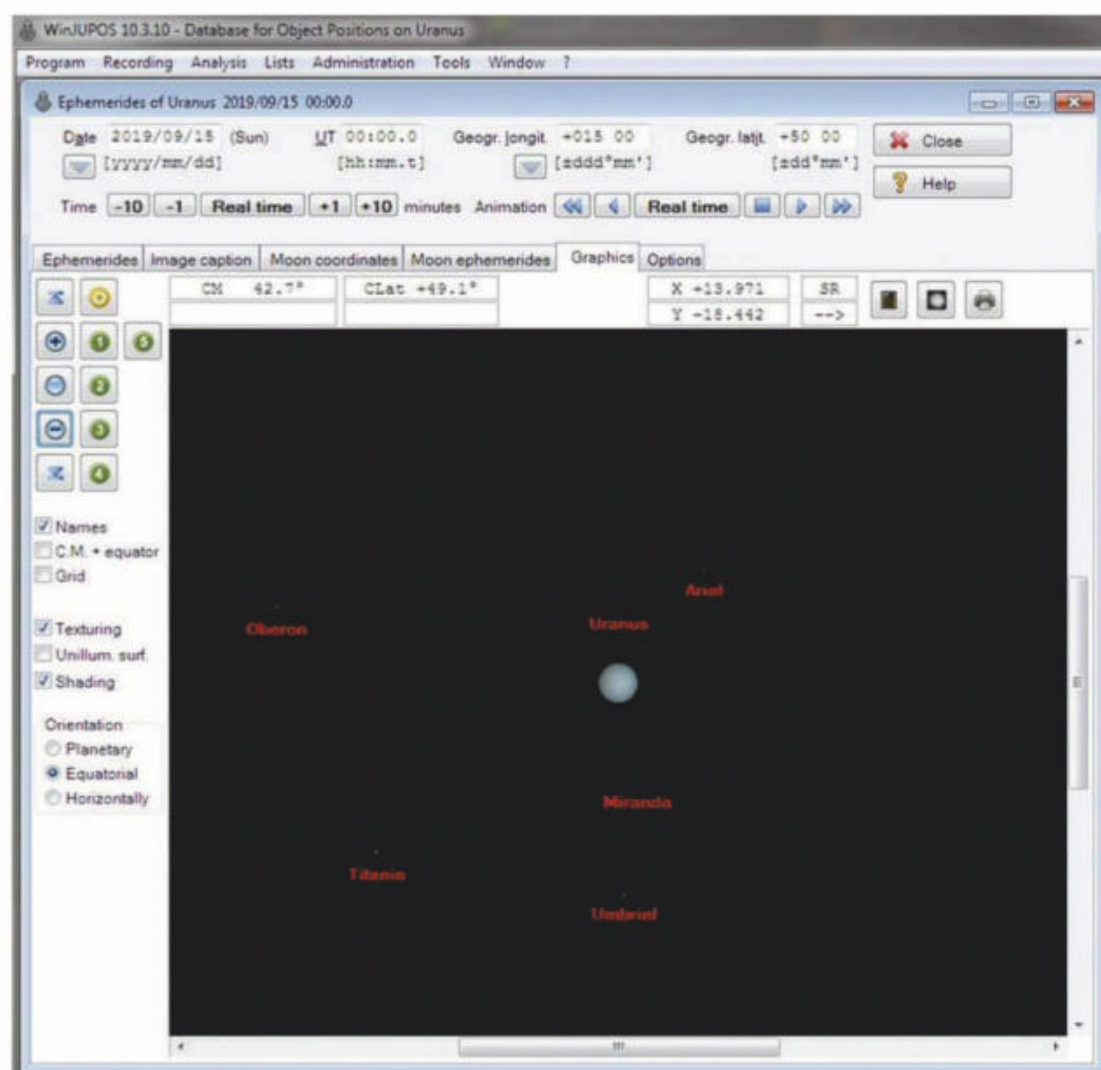 WinJUPOS 10.3.10 - Database for Object Positions on Uranus
Program Recording Analysis Lists Administration Tools Window ?
Ephemerides of Uranus 2019/09/15 00:00.0
Date 2019/09/15 (Sun) UT 00:00.0 Geogr. longit. +015 00 Geogr. latit. +50 00 Close
[yyyy/mm/dd] [hh:mm.t] [±ddd°mm'] [±dd°mm']
Help
Time -10 -1 Real time +1 +10 minutes Animation Real time
Ephemerides Image caption Moon coordinates Moon ephemerides Graphics Options
CM 42.7° CLat +49.1° X +13.971 SR
Y -18.442 -->
1 5
2
3
4
Names
C.M. + equator
Grid
Texturing
Unillum. surf.
Shading
Orientation
Planetary
Equatorial
Horizontally
Ariel
Uranus
Oberon
Miranda
Titania
Umbriel